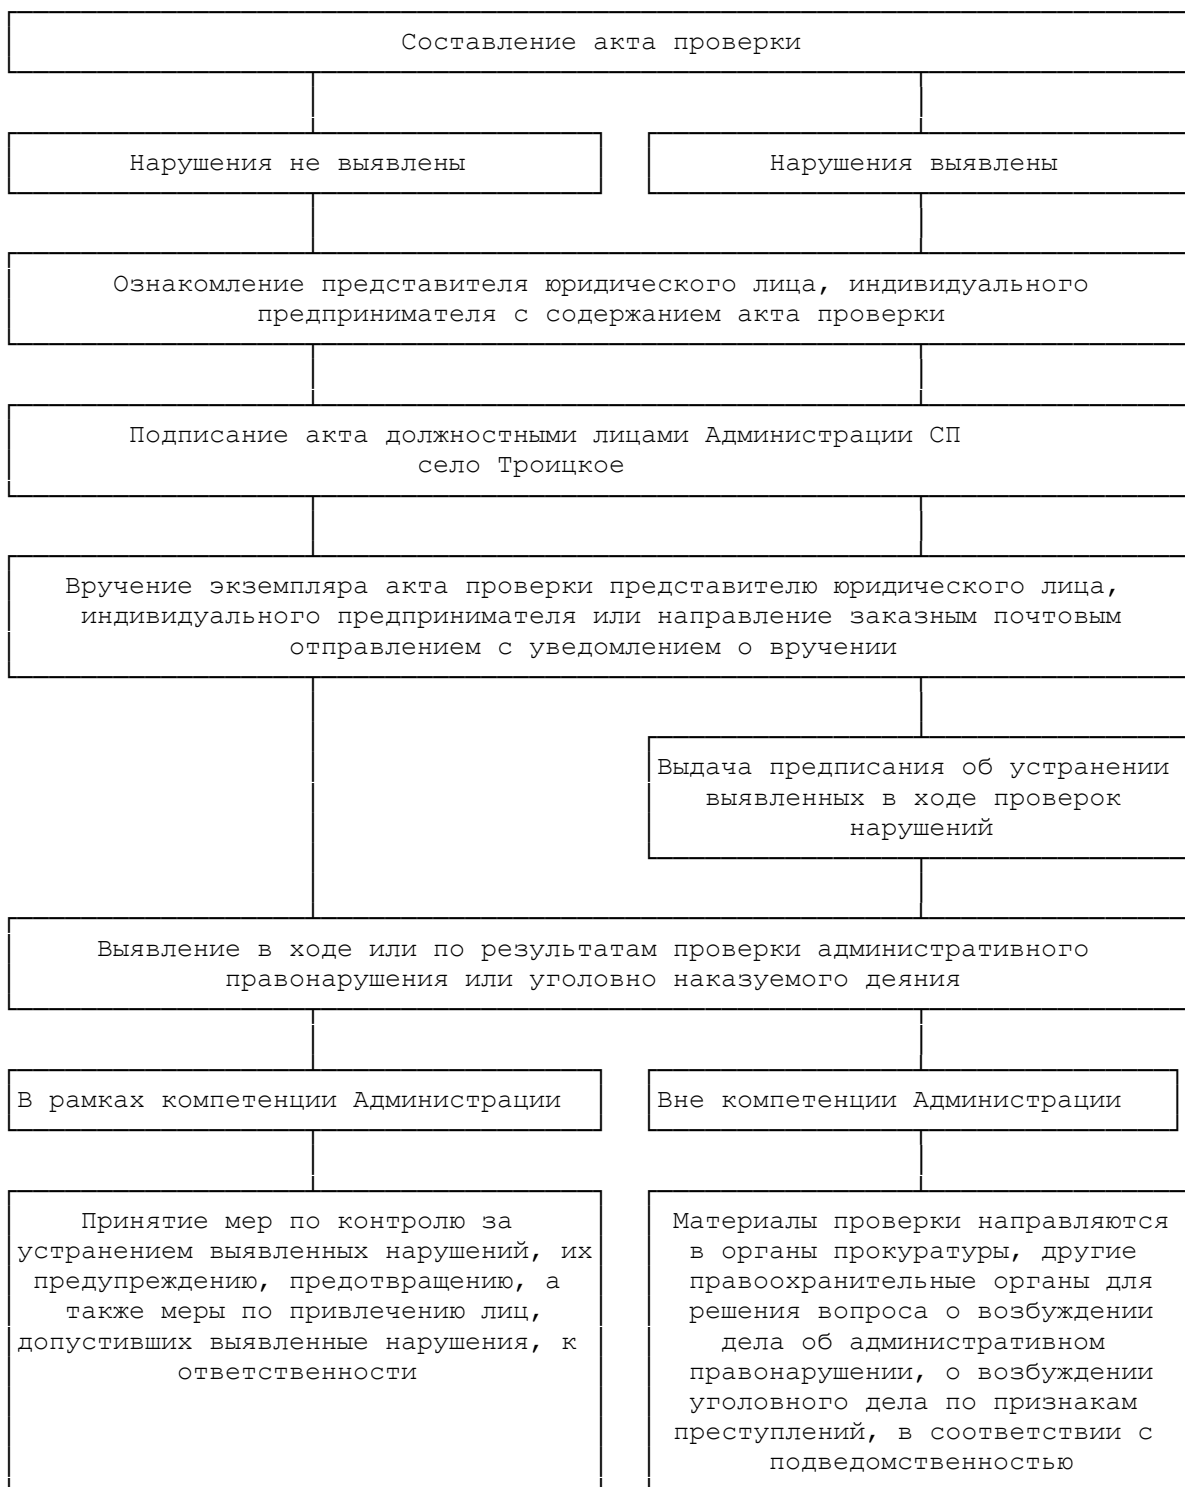 Составление акта проверки
Нарушения не выявлены
Нарушения выявлены
Ознакомление представителя юридического лица, индивидуального
предпринимателя с содержанием акта проверки
Подписание акта должностными лицами Администрации СП
село Троицкое
Вручение экземпляра акта проверки представителю юридического лица,
индивидуального предпринимателя или направление заказным почтовым
отправлением с уведомлением о вручении
Выдача предписания об устранении
выявленных в ходе проверок
нарушений
Выявление в ходе или по результатам проверки административного
правонарушения или уголовно наказуемого деяния
В рамках компетенции Администрации
Вне компетенции Администрации
Принятие мер по контролю за
устранением выявленных нарушений, их
предупреждению, предотвращению, а
также меры по привлечению лиц,
допустивших выявленные нарушения, к
ответственности
Материалы проверки направляются
в органы прокуратуры, другие
правоохранительные органы для
решения вопроса о возбуждении
дела об административном
правонарушении, о возбуждении
уголовного дела по признакам
преступлений, в соответствии с
подведомственностью